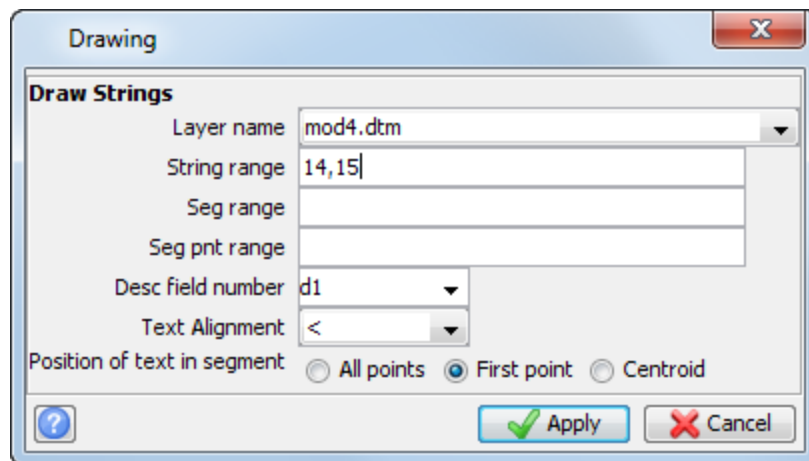 Drawing
Draw Strings
Layer name mod4.dtm
String range 14,15
Seg range
Seg pnt range
Desc field number d1
Text Alignment <
Position of text in segment All points First point Centroid
? Apply Cancel